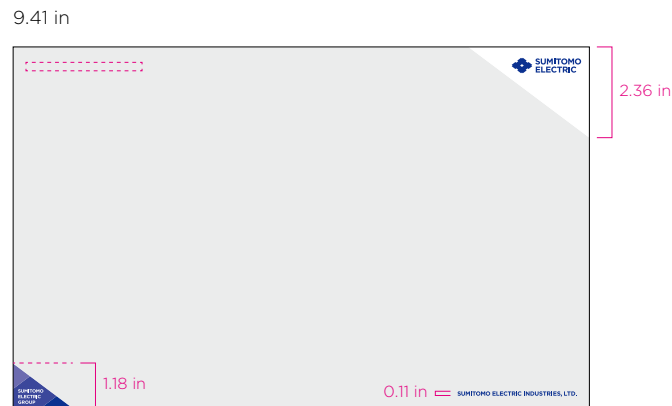 9.41 in
SUMITOMO
ELECTRIC
2.36 in
1.18 in
SUMITOMO
ELECTRIC
GROUP
0.11 in
SUMITOMO ELECTRIC INDUSTRIES, LTD.